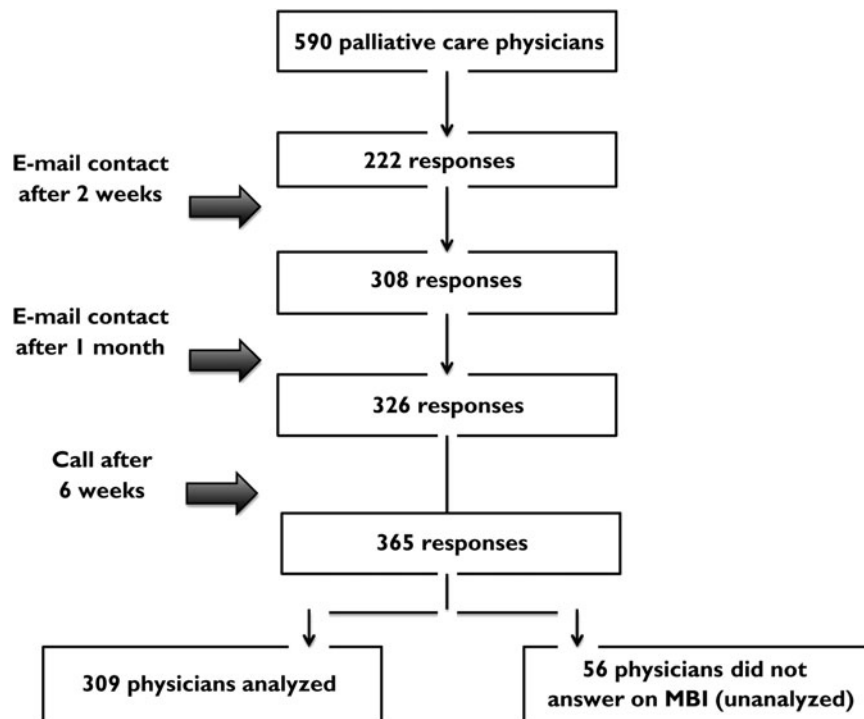 590 palliative care physicians
222 responses
E-mail contact
after 2 weeks
308 responses
E-mail contact
after 1 month
326 responses
Call after
6 weeks
365 responses
309 physicians analyzed
56 physicians did not
answer on MBI (unanalyzed)